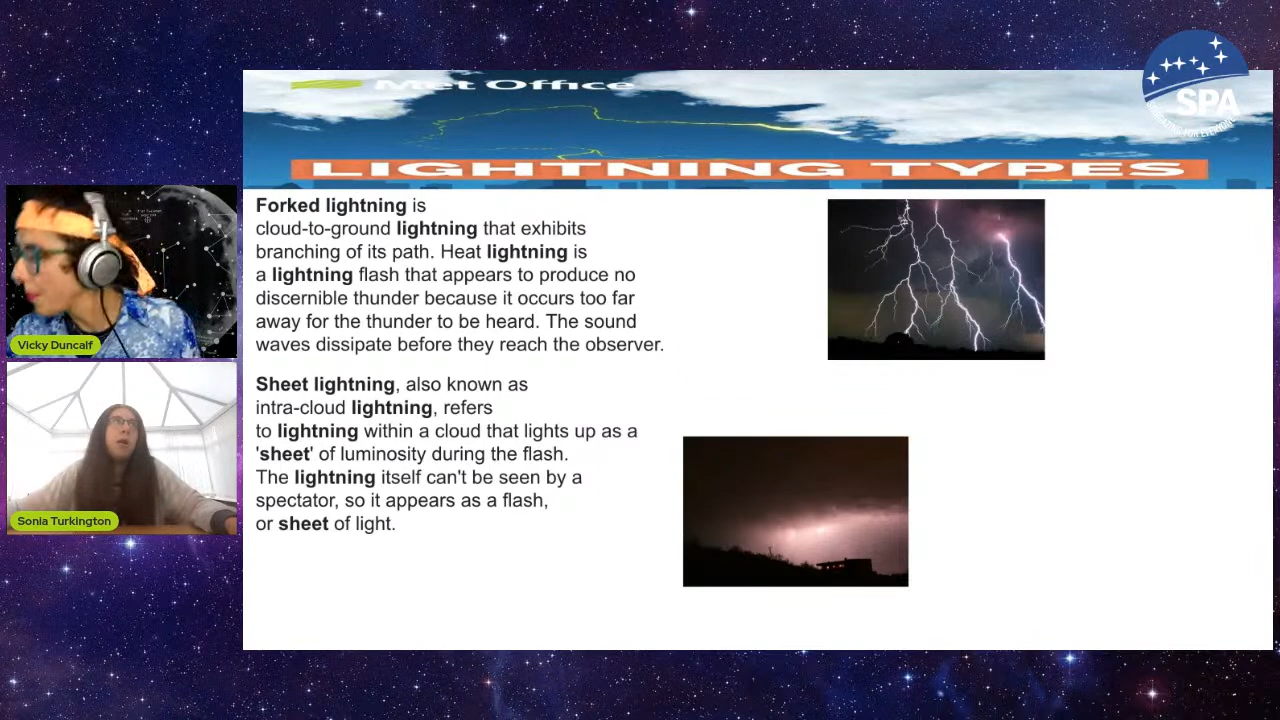 Met Office
SPA
STARGAZING FOR EVERYONE
LIGHTNING TYPES
Forked lightning is
cloud-to-ground lightning that exhibits
branching of its path. Heat lightning is
a lightning flash that appears to produce no
discernible thunder because it occurs too far
away for the thunder to be heard. The sound
waves dissipate before they reach the observer.
Sheet lightning, also known as
intra-cloud lightning, refers
to lightning within a cloud that lights up as a
'sheet' of luminosity during the flash.
The lightning itself can't be seen by a
spectator, so it appears as a flash,
or sheet of light.
Vicky Duncalf
Sonia Turkington